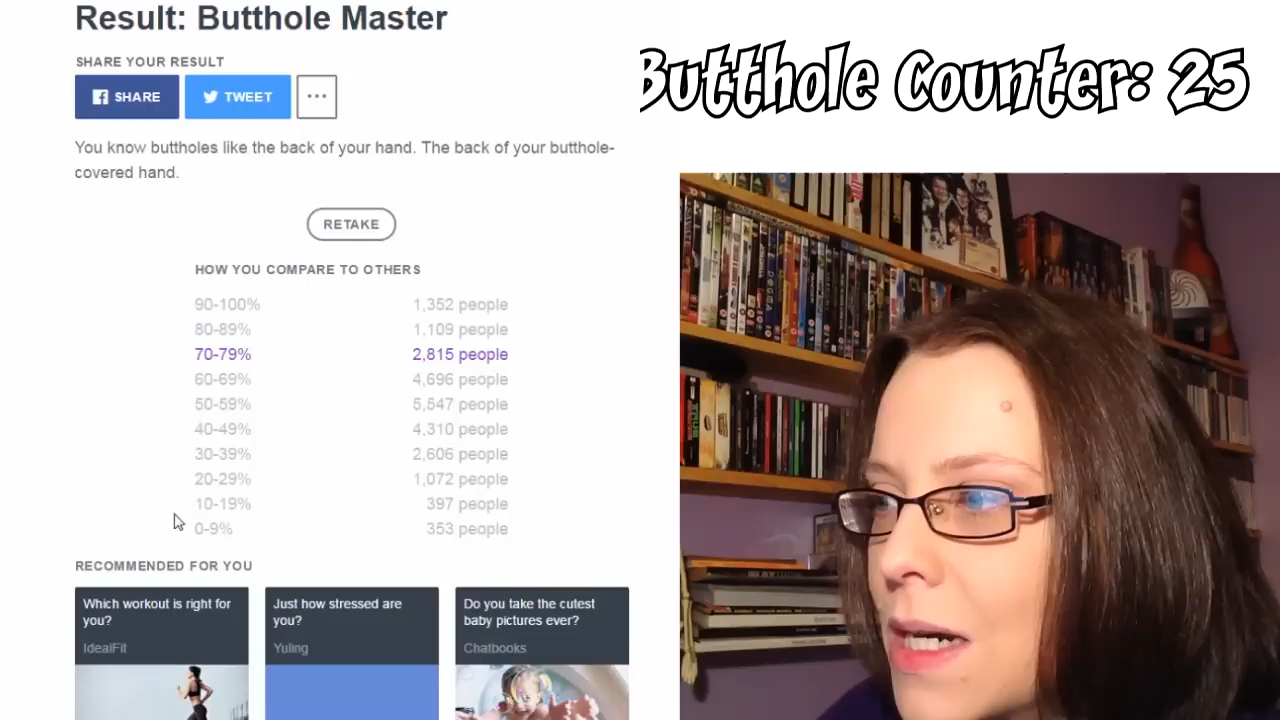 Result: Butthole Master
Butthole Counter: 25
SHARE YOUR RESULT
SHARE
TWEET
You know buttholes like the back of your hand. The back of your butthole-
covered hand.
RETAKE
HOW YOU COMPARE TO OTHERS
90-100% 1,352 people
80-89% 1,109 people
70-79% 2,815 people
60-69% 4,696 people
50-59% 5,547 people
40-49% 4,310 people
30-39% 2,606 people
20-29% 1,072 people
10-19% 397 people
0-9% 353 people
RECOMMENDED FOR YOU
Which workout is right for
you?
IdealFit
Just how stressed are
you?
Yuling
Do you take the cutest
baby pictures ever?
Chatbooks